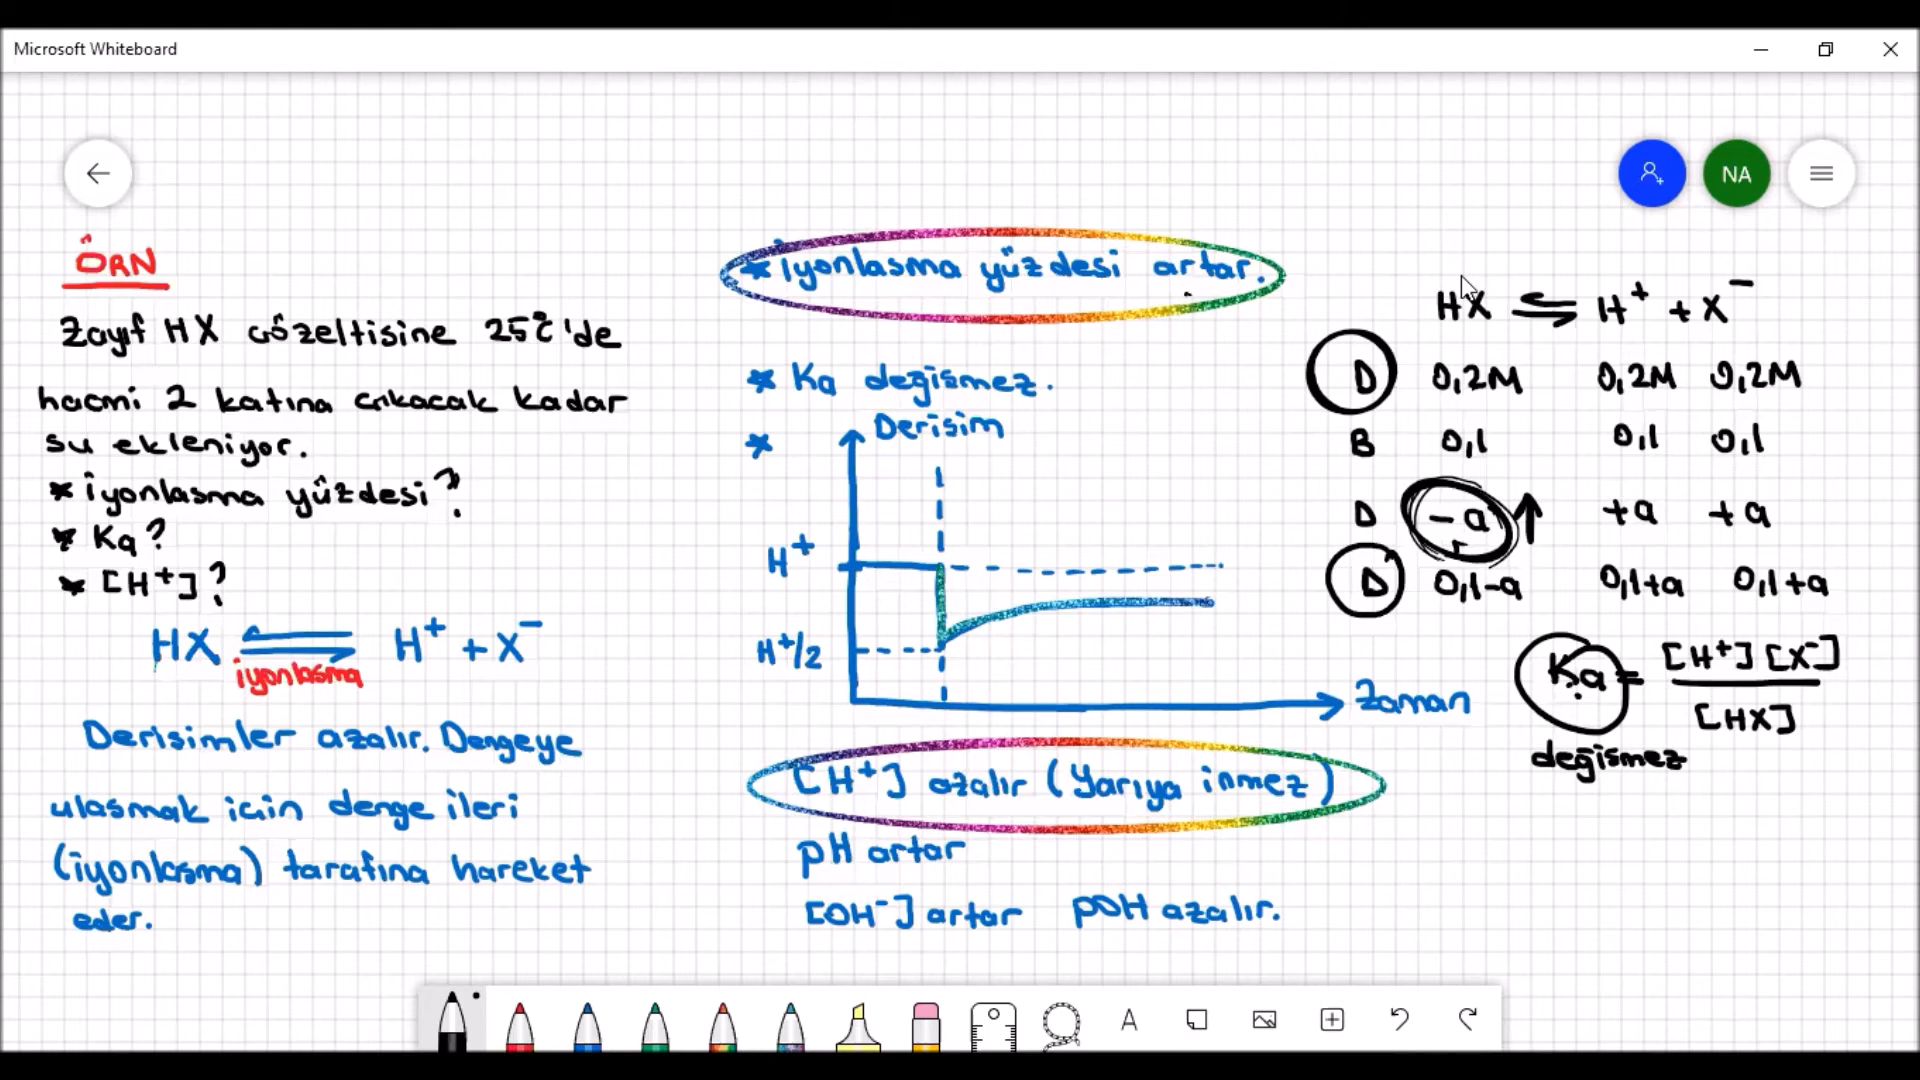 Microsoft Whiteboard
NA
ÖRN
Zayıf HX çözeltisine 25°C'de
hacmi 2 katına çıkacak kadar
su ekleniyor.
* iyonlaşma yüzdesi?
* Ka?
* [H⁺]?
HX ⇌ H⁺ + X⁻
iyonlaşma
Derişimler azalır. Dengeye
ulaşmak için denge ileri
(iyonlaşma) tarafına hareket
eder.
* İyonlaşma yüzdesi artar.
* Ka değişmez.
* Derişim
H⁺
H⁺/2
Zaman
[H⁺] azalır (Yarıya inmez)
pH artar
[OH⁻] artar pOH azalır.
HX ⇌ H⁺ + X⁻
D 0,2M 0,2M 0,2M
B 0,1 0,1 0,1
D -a ↑ +a +a
D 0,1-a 0,1+a 0,1+a
Ka = [H⁺] [X⁻]
[HX]
değişmez
A